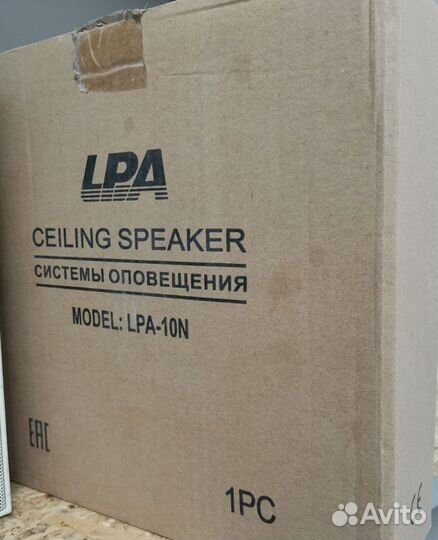 LPA
CEILING SPEAKER
СИСТЕМЫ ОПОВЕЩЕНИЯ
MODEL: LPA-10N
EAC
1PC
Avito